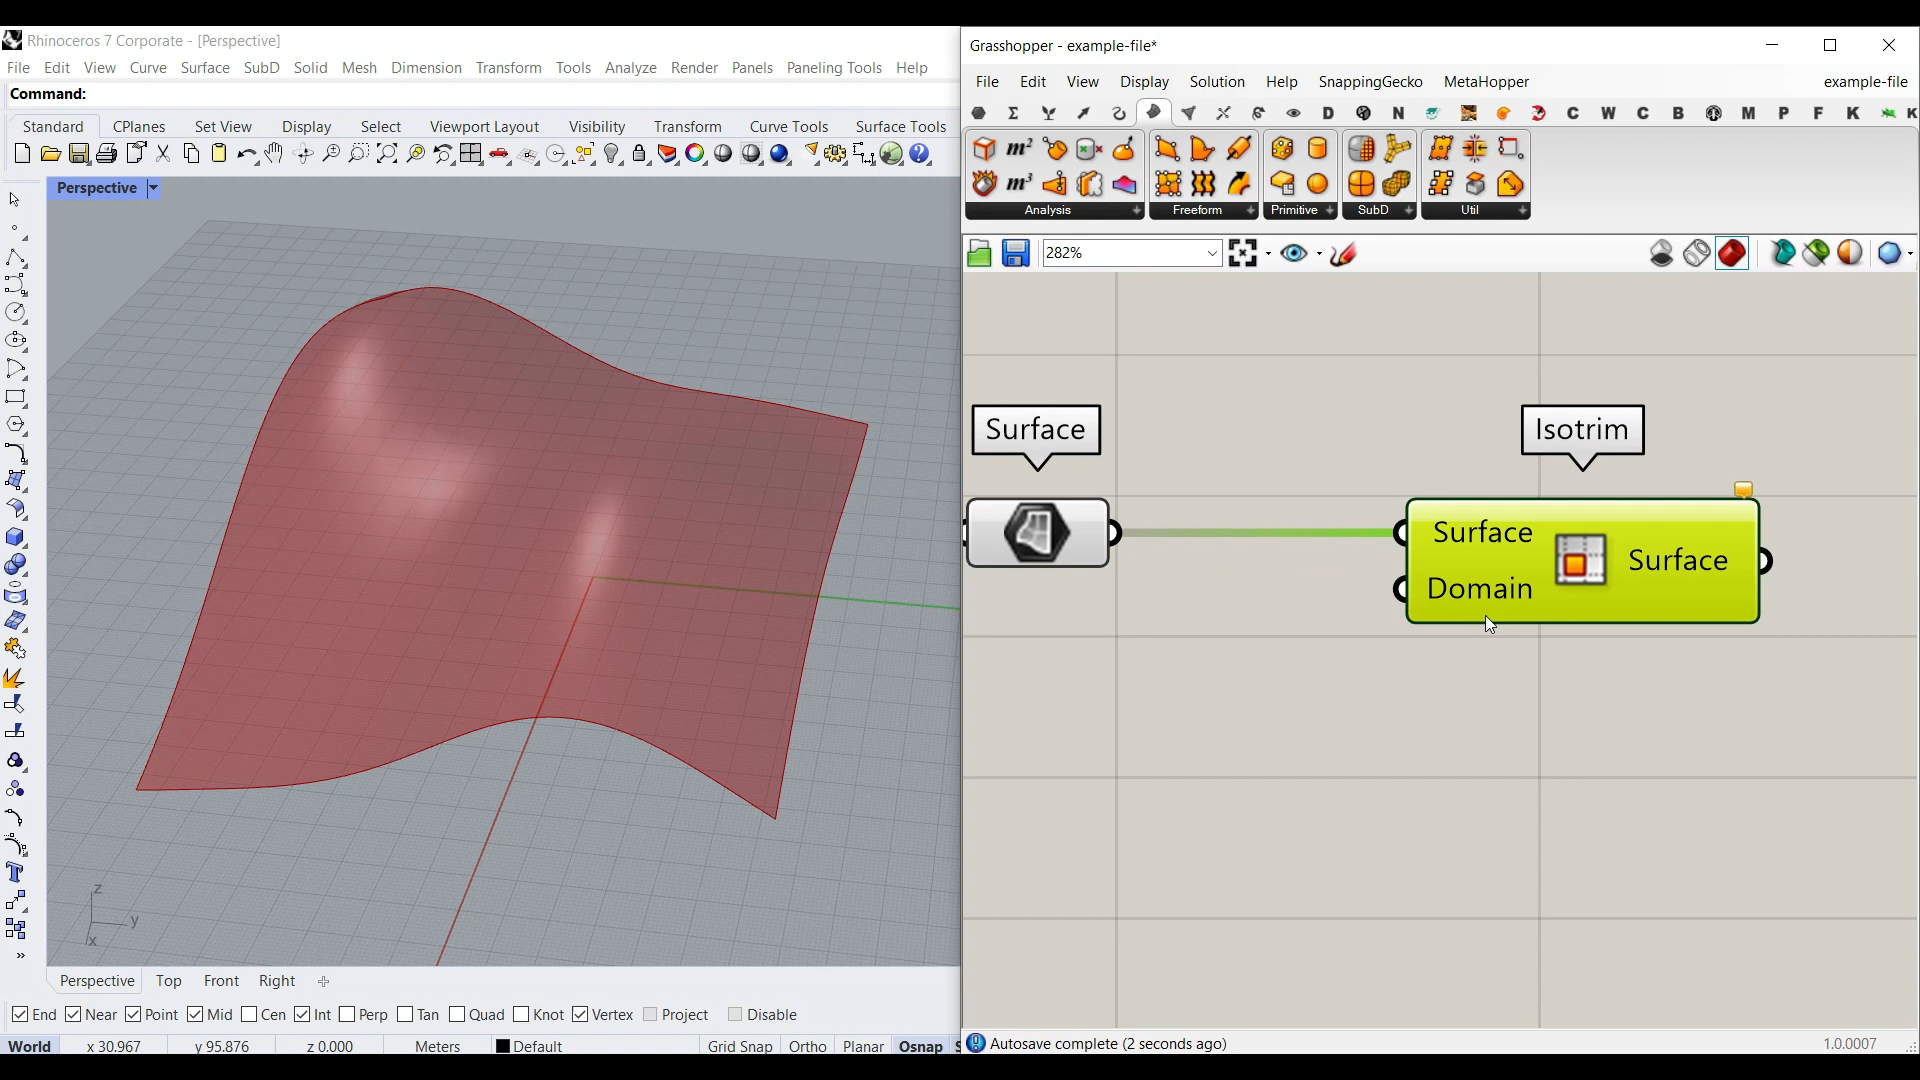 Rhinoceros 7 Corporate - [Perspective]
File Edit View Curve Surface SubD Solid Mesh Dimension Transform Tools Analyze Render Panels Paneling Tools Help
Command:
Standard CPlanes Set View Display Select Viewport Layout Visibility Transform Curve Tools Surface Tools
Perspective
z
y
x
Perspective Top Front Right
End Near Point Mid Cen Int Perp Tan Quad Knot Vertex Project Disable
World x 30.967 y 95.876 z 0.000 Meters Default Grid Snap Ortho Planar Osnap S
Grasshopper - example-file*
File Edit View Display Solution Help SnappingGecko MetaHopper example-file
D N C W C B M P F K K
m² m³
Analysis Freeform Primitive SubD Util
282%
Surface Isotrim
Surface
Domain
Surface
Autosave complete (2 seconds ago) 1.0.0007